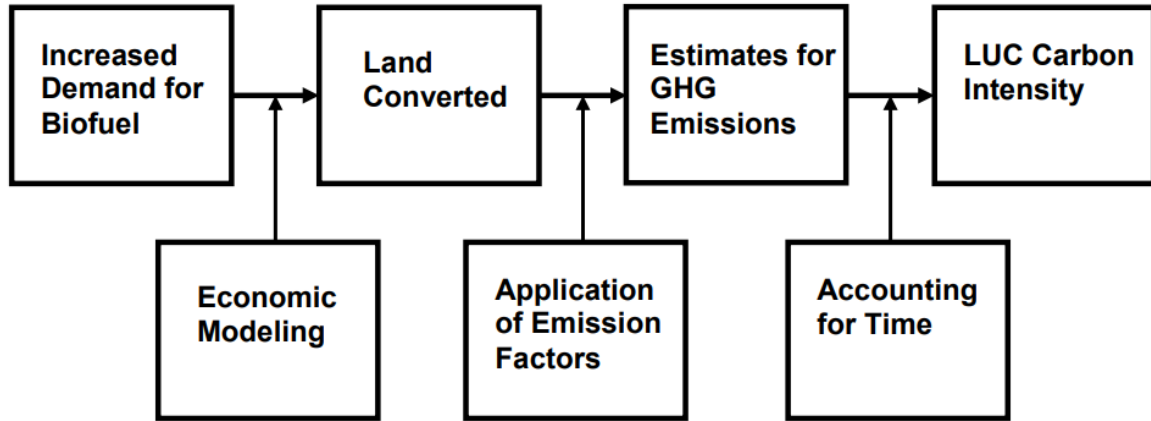 Increased
Demand for
Biofuel
Land
Converted
Estimates for
GHG
Emissions
LUC Carbon
Intensity
Economic
Modeling
Application
of Emission
Factors
Accounting
for Time